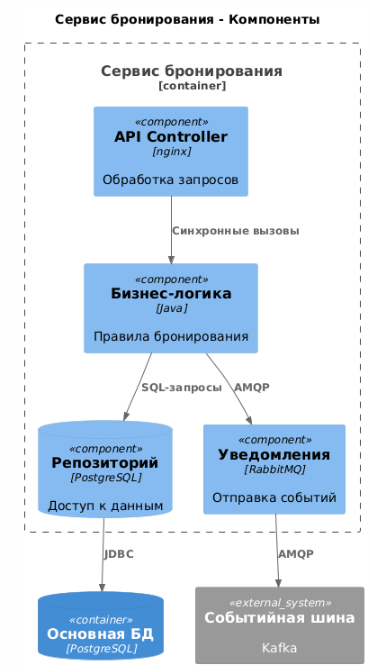 Сервис бронирования - Компоненты
Сервис бронирования
[container]
«component»
API Controller
[nginx]
Обработка запросов
Синхронные вызовы
«component»
Бизнес-логика
[Java]
Правила бронирования
SQL-запросы
AMQP
«component»
Репозиторий
[PostgreSQL]
Доступ к данным
«component»
Уведомления
[RabbitMQ]
Отправка событий
JDBC
AMQP
«container»
Основная БД
[PostgreSQL]
«external_system»
Событийная шина
Kafka